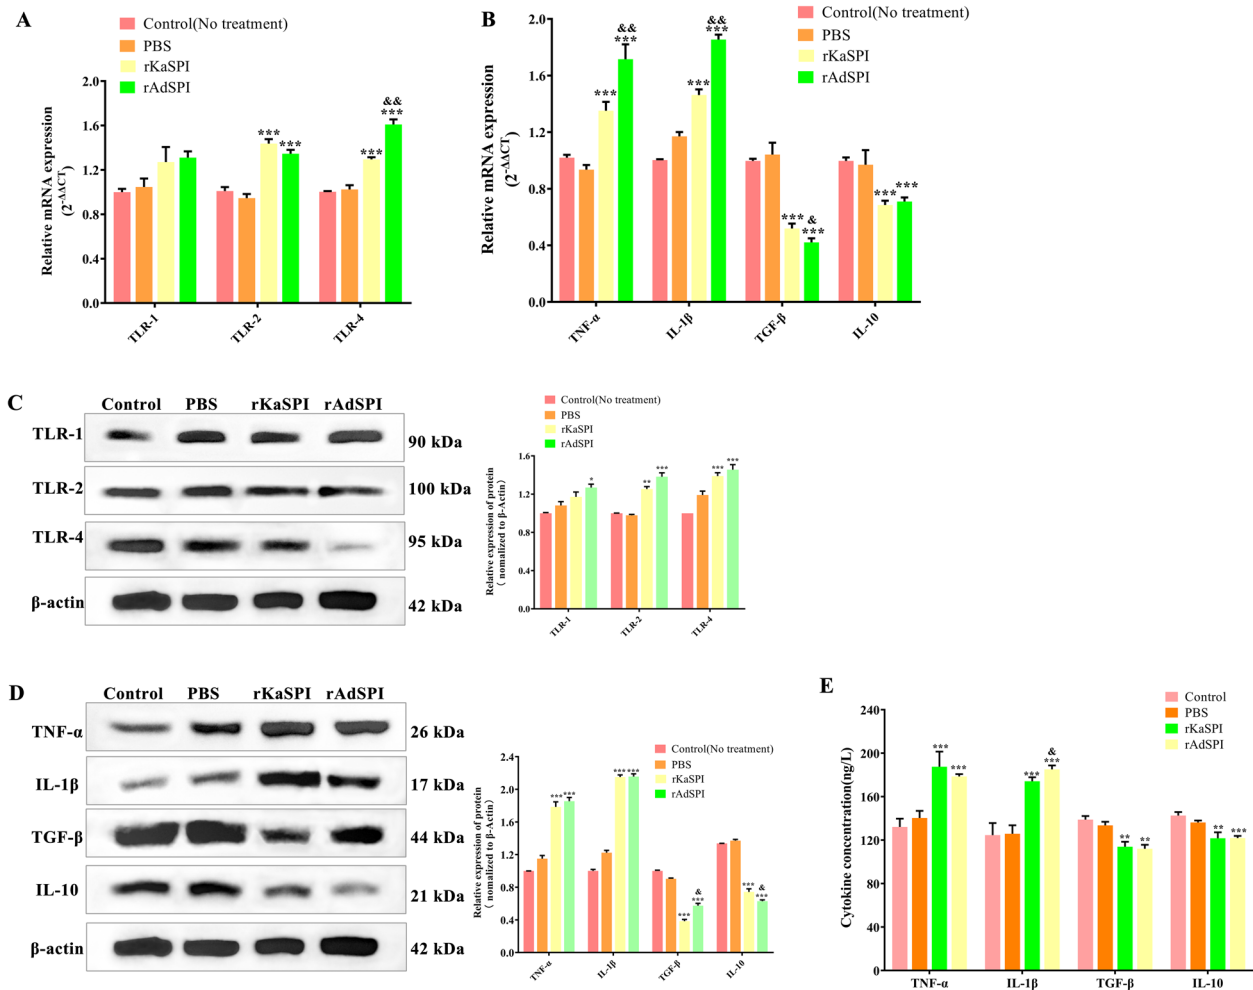 A
Control(No treatment)
PBS
rKaSPI
rAdSPI
Relative mRNA expression
(2-ΔΔCT)
2.0
1.6
1.2
0.8
0.4
0.0
***
***
***
&&
***
TLR-1
TLR-2
TLR-4
B
Control(No treatment)
PBS
rKaSPI
rAdSPI
Relative mRNA expression
(2-ΔΔCT)
2.0
1.6
1.2
0.8
0.4
0.0
***
&&
***
***
&&
***
***
&
***
***
***
TNF-α
IL-1β
TGF-β
IL-10
C
Control PBS rKaSPI rAdSPI
TLR-1 90 kDa
TLR-2 100 kDa
TLR-4 95 kDa
β-actin 42 kDa
Control(No treatment)
PBS
rKaSPI
rAdSPI
Relative expression of protein
( nomalized to β-Actin)
1.6
1.2
0.8
0.4
0.0
*
**
***
***
***
TLR-1
TLR-2
TLR-4
D
Control PBS rKaSPI rAdSPI
TNF-α 26 kDa
IL-1β 17 kDa
TGF-β 44 kDa
IL-10 21 kDa
β-actin 42 kDa
Control(No treatment)
PBS
rKaSPI
rAdSPI
Relative expression of protein
( nonalized to β-Actin)
2.4
2.0
1.6
1.2
0.8
0.4
0.0
***
***
***
***
***
&
***
***
&
***
TNF-α
IL-1β
TGF-β
IL-10
E
Control
PBS
rKaSPI
rAdSPI
Cytokine concentration(ng/L)
240
200
160
120
80
40
0
***
***
***
&
***
**
**
**
***
TNF-α
IL-1β
TGF-β
IL-10